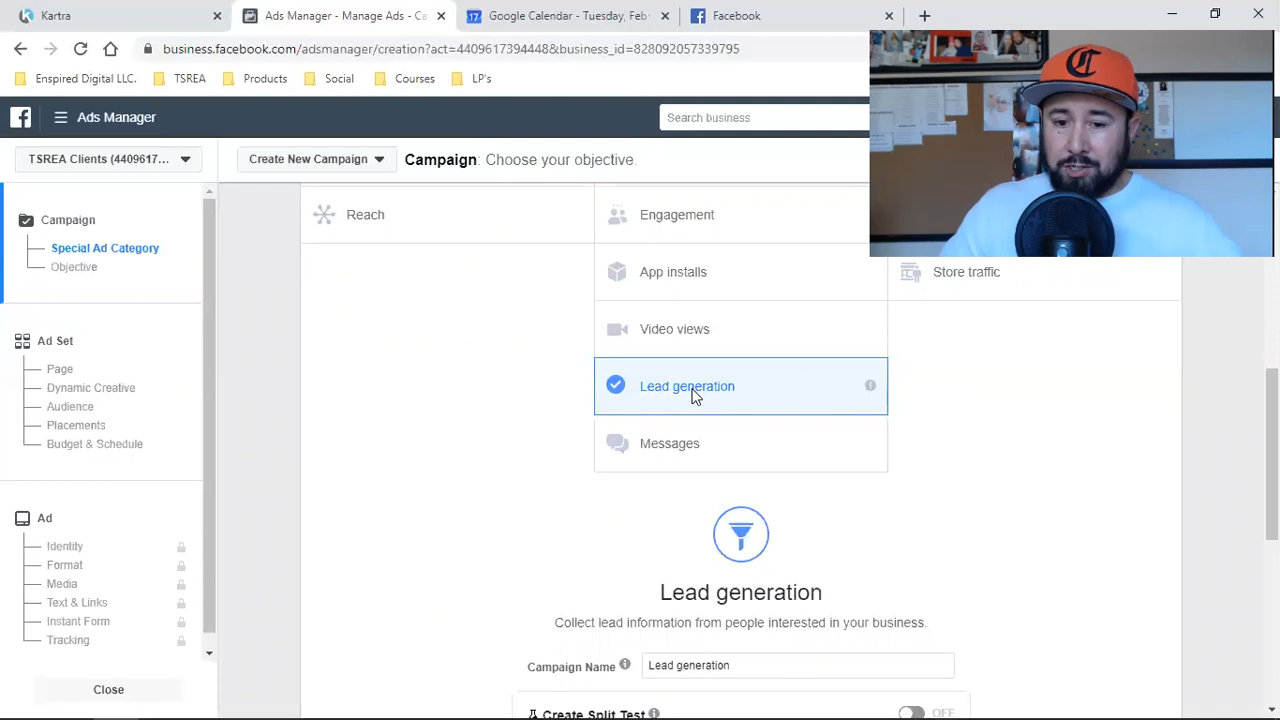 Kartra
Ads Manager - Manage Ads - Ca
Google Calendar - Tuesday, Feb
Facebook
business.facebook.com/adsmanager/creation?act=4409617394448&business_id=828092057339795
Enspired Digital LLC.
TSREA
Products
Social
Courses
LP's
Ads Manager
Search business
TSREA Clients (4409617...
Create New Campaign
Campaign: Choose your objective.
Campaign
Special Ad Category
Objective
Ad Set
Page
Dynamic Creative
Audience
Placements
Budget & Schedule
Ad
Identity
Format
Media
Text & Links
Instant Form
Tracking
Close
Reach
Engagement
App installs
Store traffic
Video views
Lead generation
Messages
Lead generation
Collect lead information from people interested in your business.
Campaign Name
Lead generation
Create Split Test
OFF
C